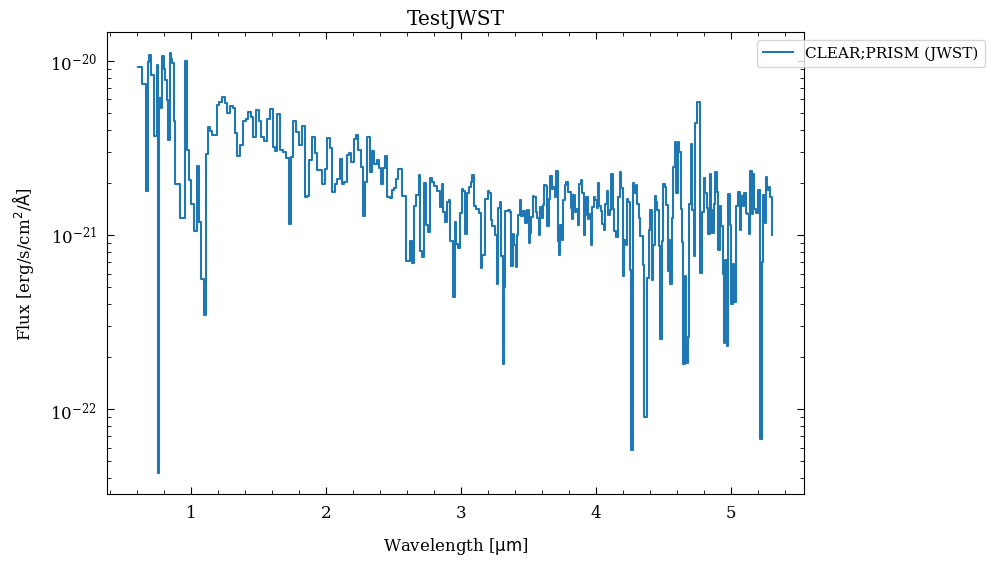 TestJWST
CLEAR;PRISM (JWST)
Flux [erg/s/cm²/Å]
10⁻²⁰
10⁻²¹
10⁻²²
1 2 3 4 5
Wavelength [µm]